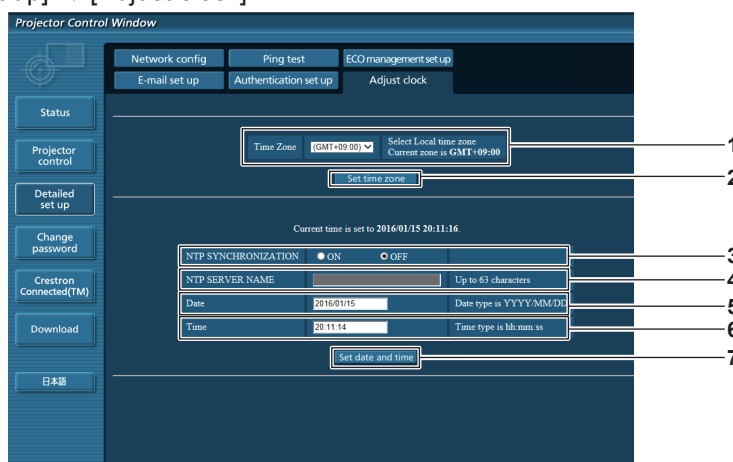 Projector Control Window
Network config
Ping test
ECO management set up
E-mail set up
Authentication set up
Adjust clock
Status
Projector
control
Detailed
set up
Change
password
Crestron
Connected(TM)
Download
日本語
Time Zone
(GMT+09:00)
Select Local time zone
Current zone is GMT+09:00
1
Set time zone
2
Current time is set to 2016/01/15 20:11:16.
NTP SYNCHRONIZATION ON OFF
3
NTP SERVER NAME Up to 63 characters
4
Date 2016/01/15 Date type is YYYY/MM/DD
5
Time 20:11:14 Time type is hh:mm:ss
6
Set date and time
7